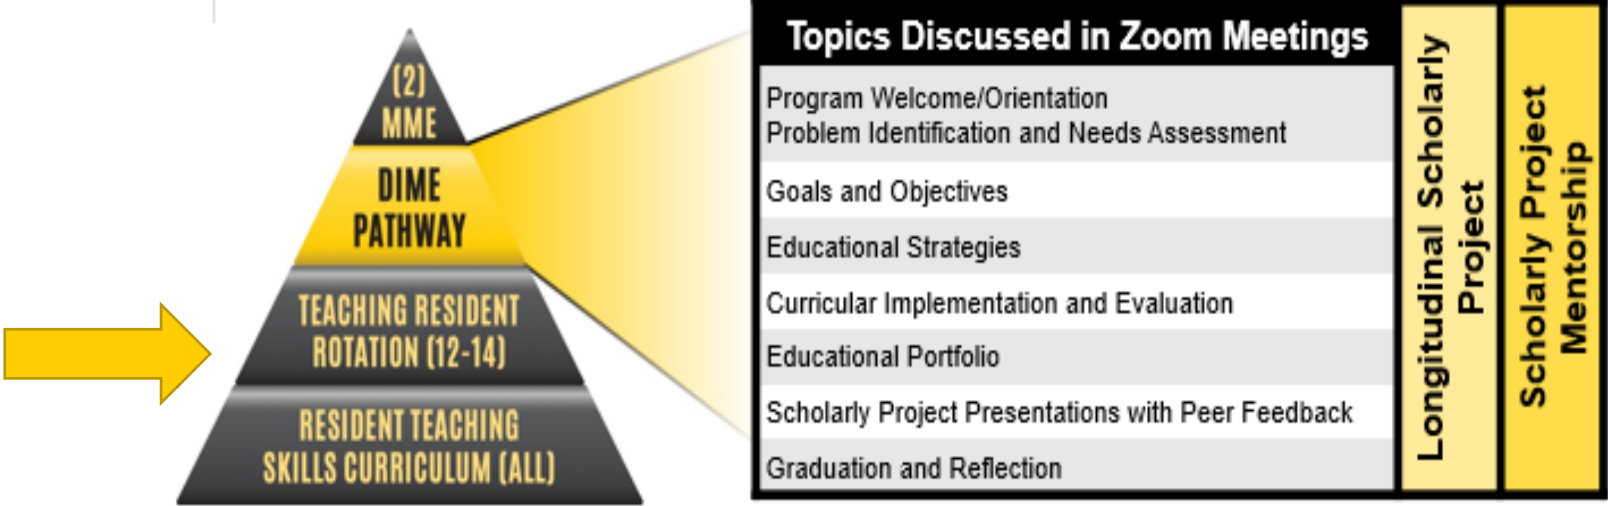 (2)
MME
DIME
PATHWAY
TEACHING RESIDENT
ROTATION (12-14)
RESIDENT TEACHING
SKILLS CURRICULUM (ALL)
Topics Discussed in Zoom Meetings
Program Welcome/Orientation
Problem Identification and Needs Assessment
Goals and Objectives
Educational Strategies
Curricular Implementation and Evaluation
Educational Portfolio
Scholarly Project Presentations with Peer Feedback
Graduation and Reflection
Longitudinal Scholarly
Project
Scholarly Project
Mentorship